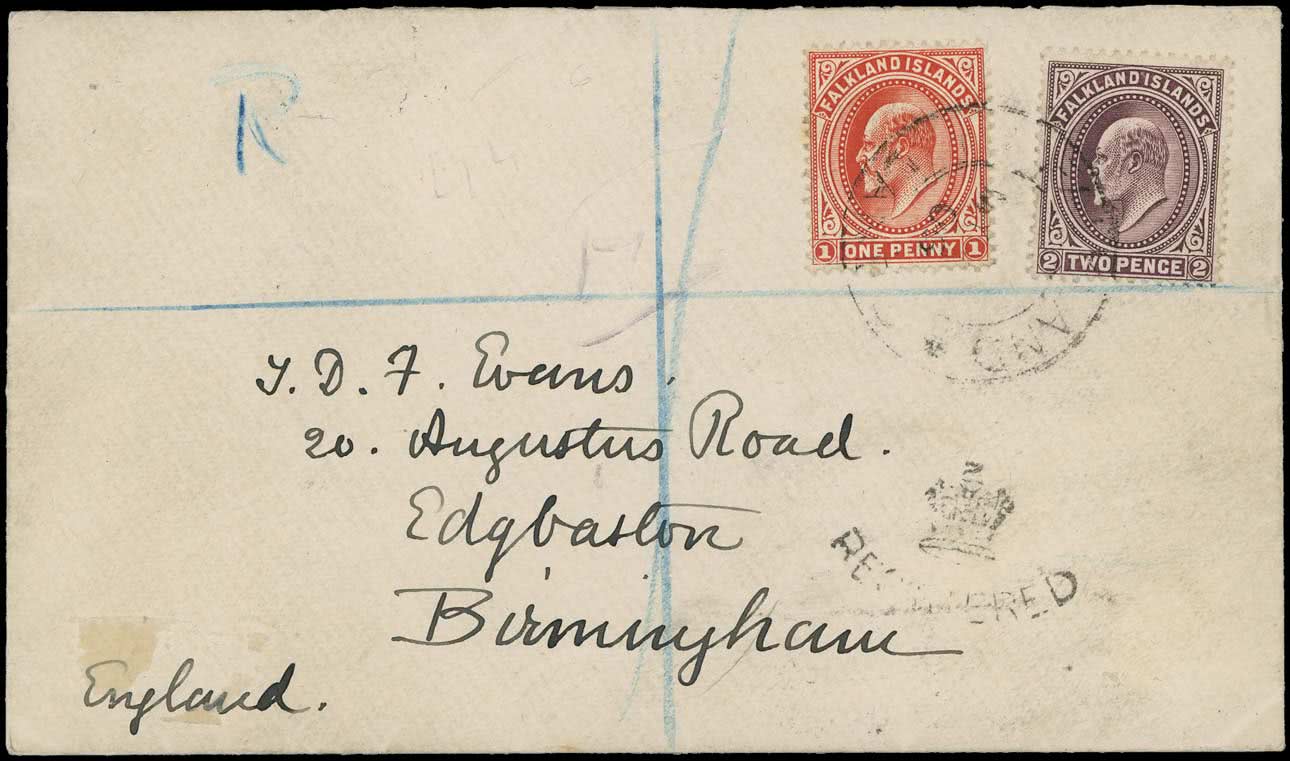 R
FALKLAND ISLANDS
1 ONE PENNY 1
FALKLAND ISLANDS
2 TWO PENCE 2
J. D. F. Evans.
20. Augustus Road.
Edgbaston
Birmingham
England.